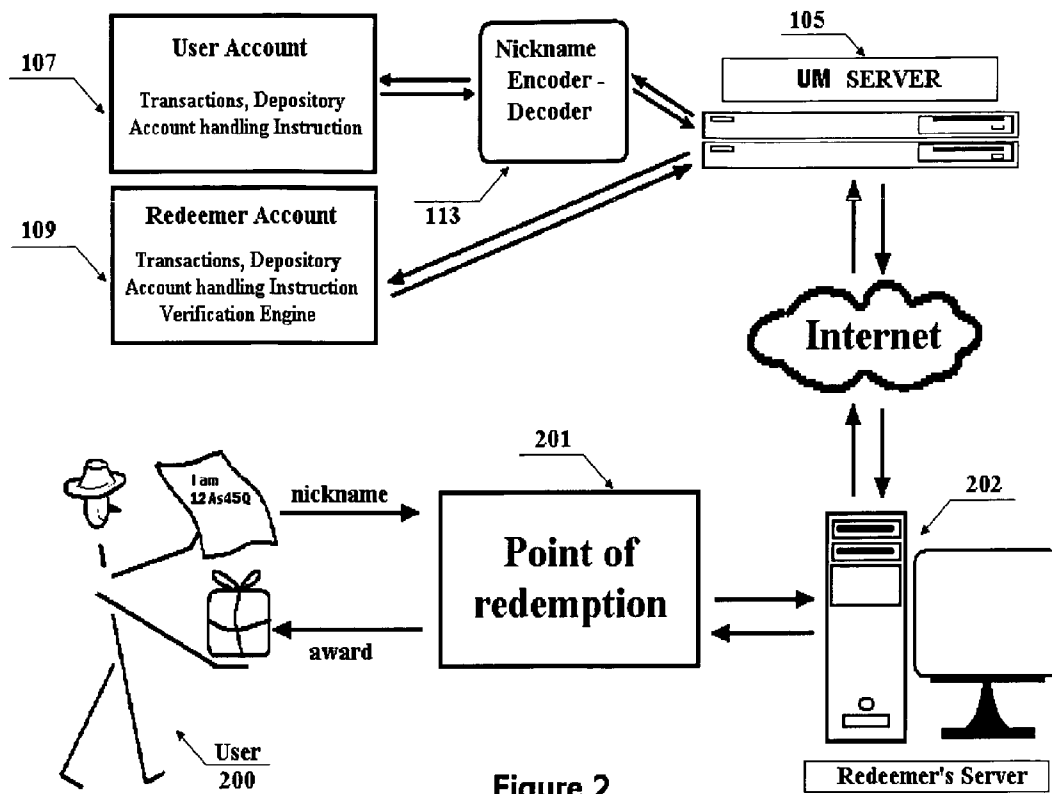 User Account
Transactions, Depository
Account handling Instruction
107
Nickname
Encoder -
Decoder
113
105
UM SERVER
Redeemer Account
Transactions, Depository
Account handling Instruction
Verification Engine
109
Internet
I am
12As45Q
nickname
award
User
200
201
Point of
redemption
202
Redeemer's Server
Figure 2